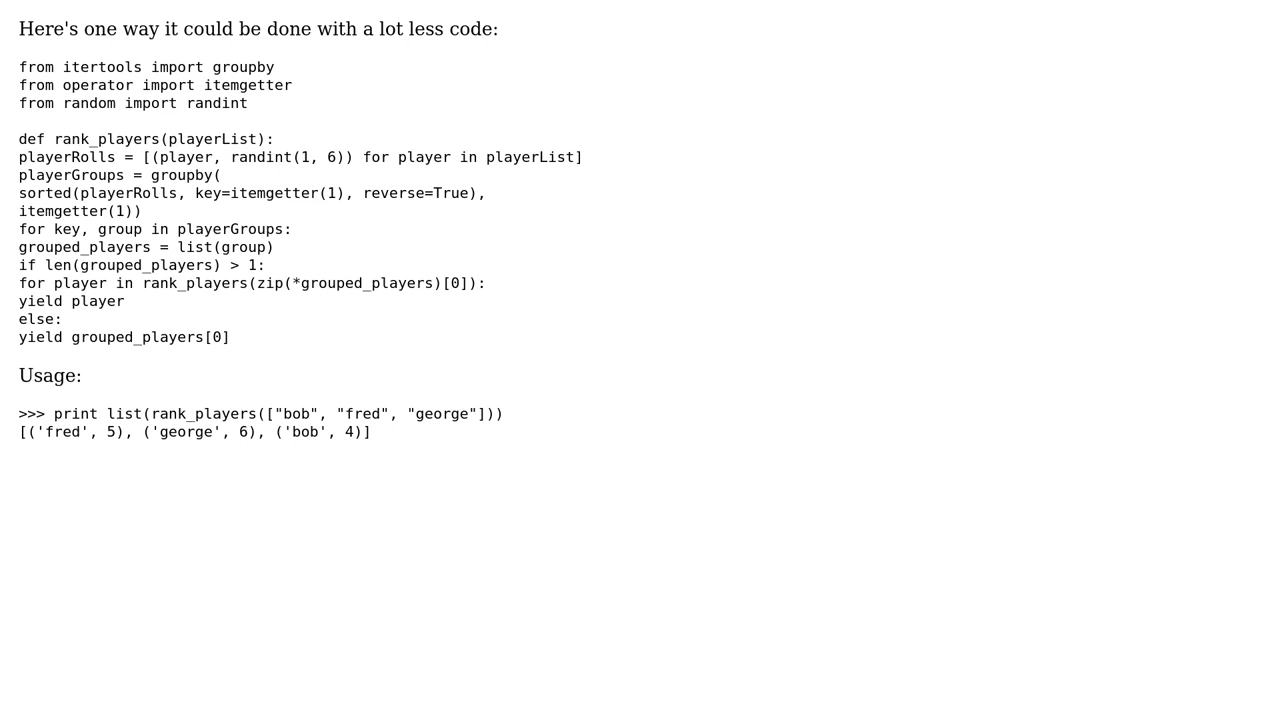 Here's one way it could be done with a lot less code:
from itertools import groupby
from operator import itemgetter
from random import randint
def rank_players(playerList):
playerRolls = [(player, randint(1, 6)) for player in playerList]
playerGroups = groupby(
sorted(playerRolls, key=itemgetter(1), reverse=True),
itemgetter(1))
for key, group in playerGroups:
grouped_players = list(group)
if len(grouped_players) > 1:
for player in rank_players(zip(*grouped_players)[0]):
yield player
else:
yield grouped_players[0]
Usage:
>>> print list(rank_players(["bob", "fred", "george"]))
[('fred', 5), ('george', 6), ('bob', 4)]